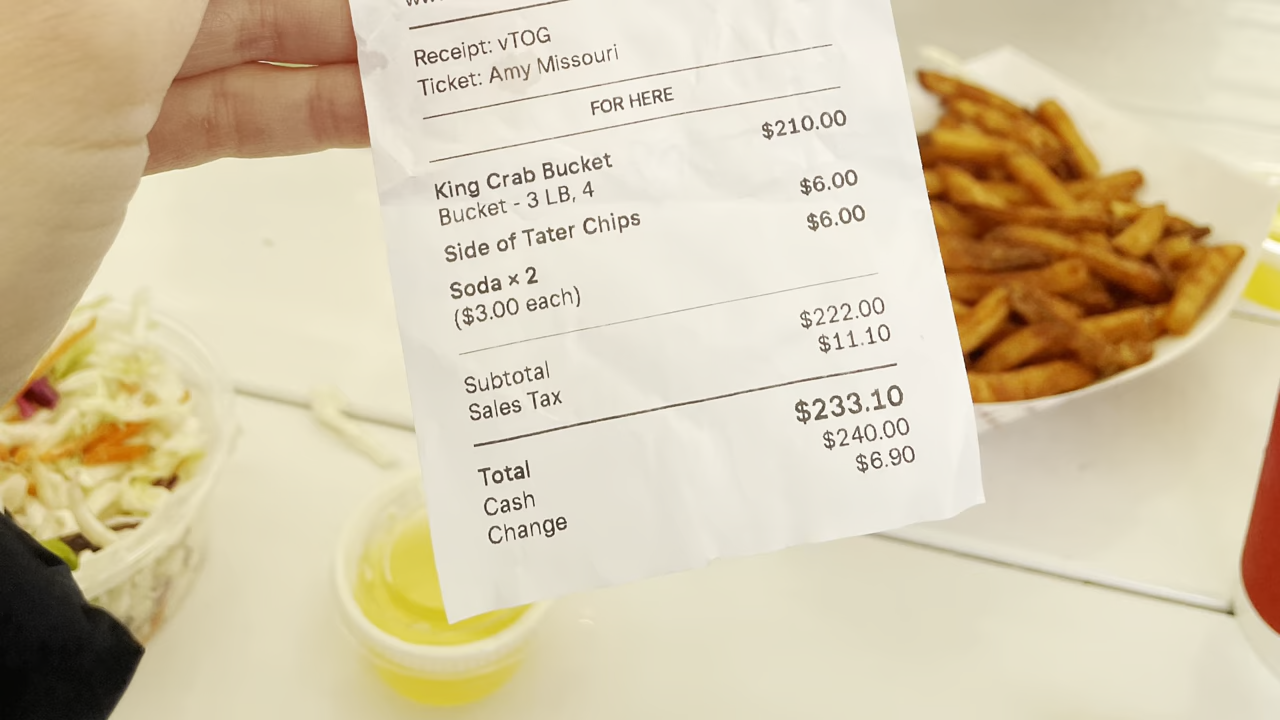 Receipt: vTOG
Ticket: Amy Missouri
FOR HERE
King Crab Bucket $210.00
Bucket - 3 LB, 4
Side of Tater Chips $6.00
Soda × 2 $6.00
($3.00 each)
Subtotal $222.00
Sales Tax $11.10
Total $233.10
Cash $240.00
Change $6.90